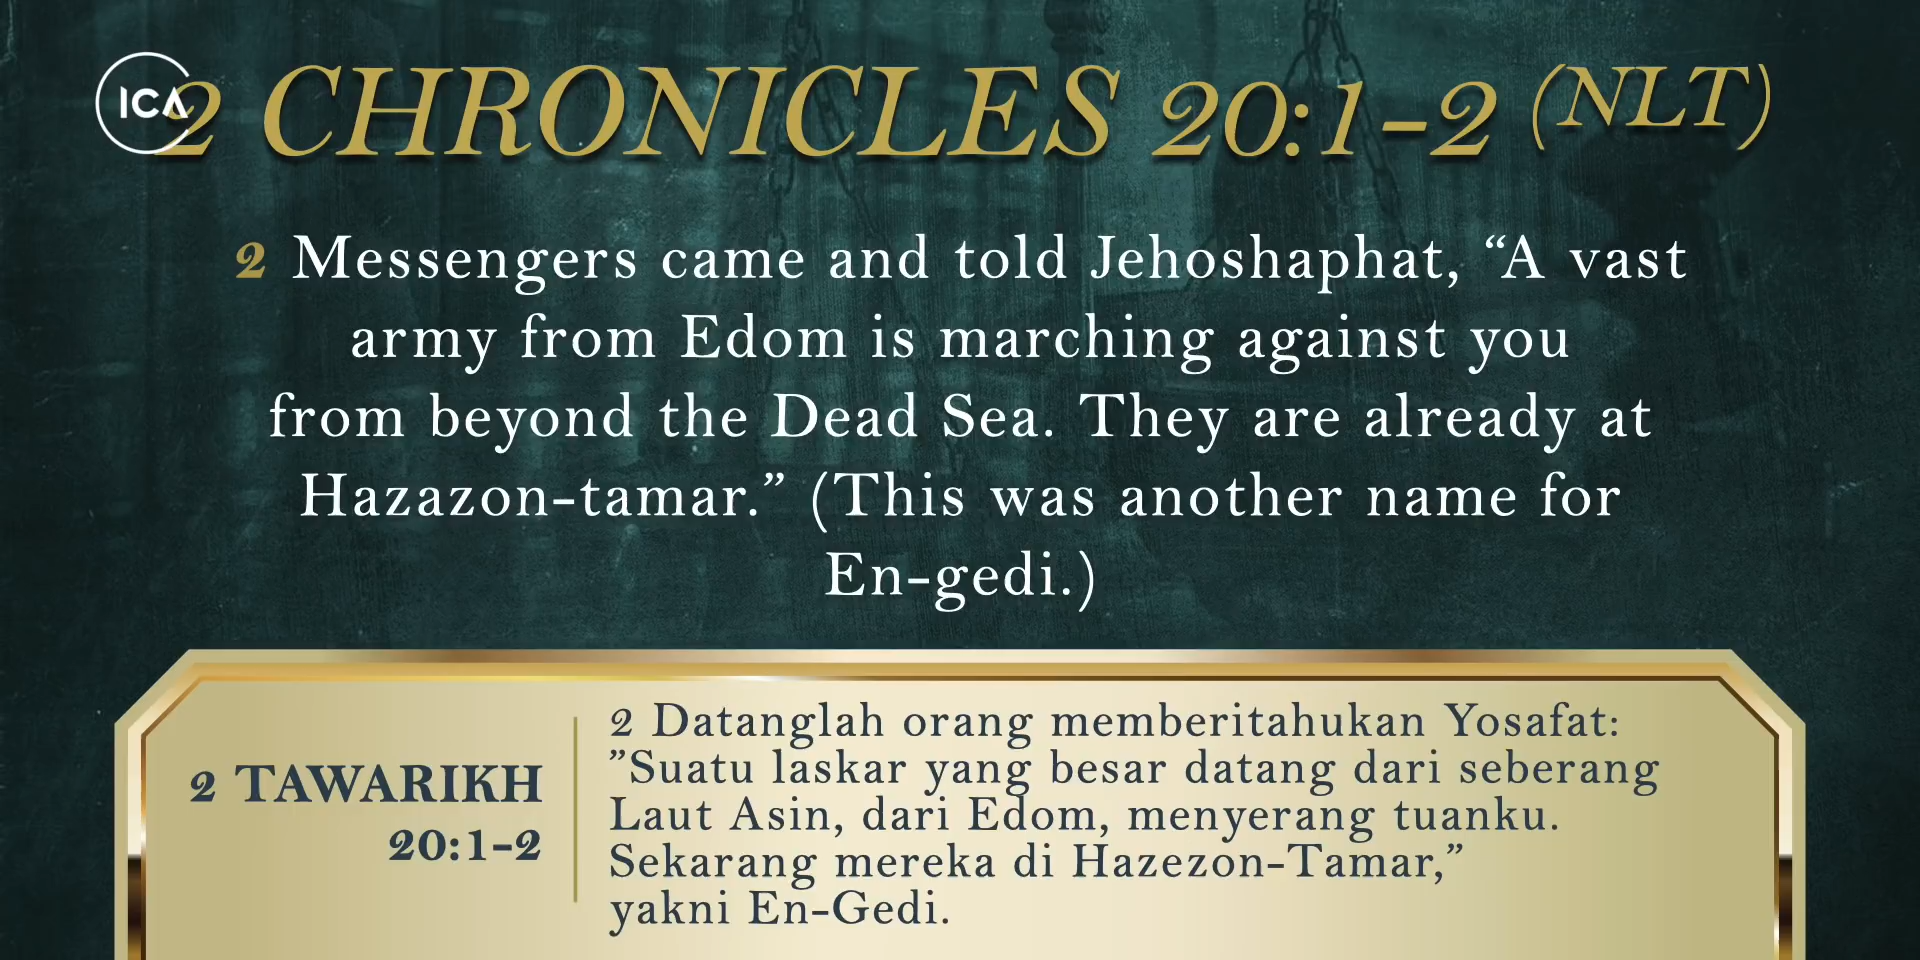 ICA
2 CHRONICLES 20:1-2 (NLT)
2 Messengers came and told Jehoshaphat, “A vast
army from Edom is marching against you
from beyond the Dead Sea. They are already at
Hazazon-tamar.” (This was another name for
En-gedi.)
2 TAWARIKH
20:1-2
2 Datanglah orang memberitahukan Yosafat:
”Suatu laskar yang besar datang dari seberang
Laut Asin, dari Edom, menyerang tuanku.
Sekarang mereka di Hazezon-Tamar,”
yakni En-Gedi.